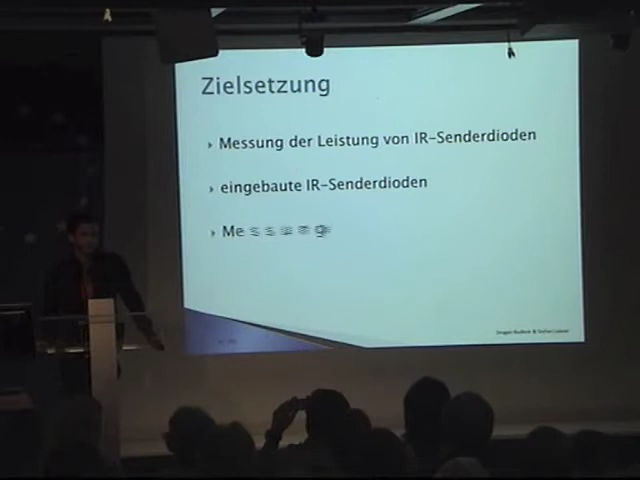 Zielsetzung
Messung der Leistung von IR-Senderdioden
eingebaute IR-Senderdioden
Me